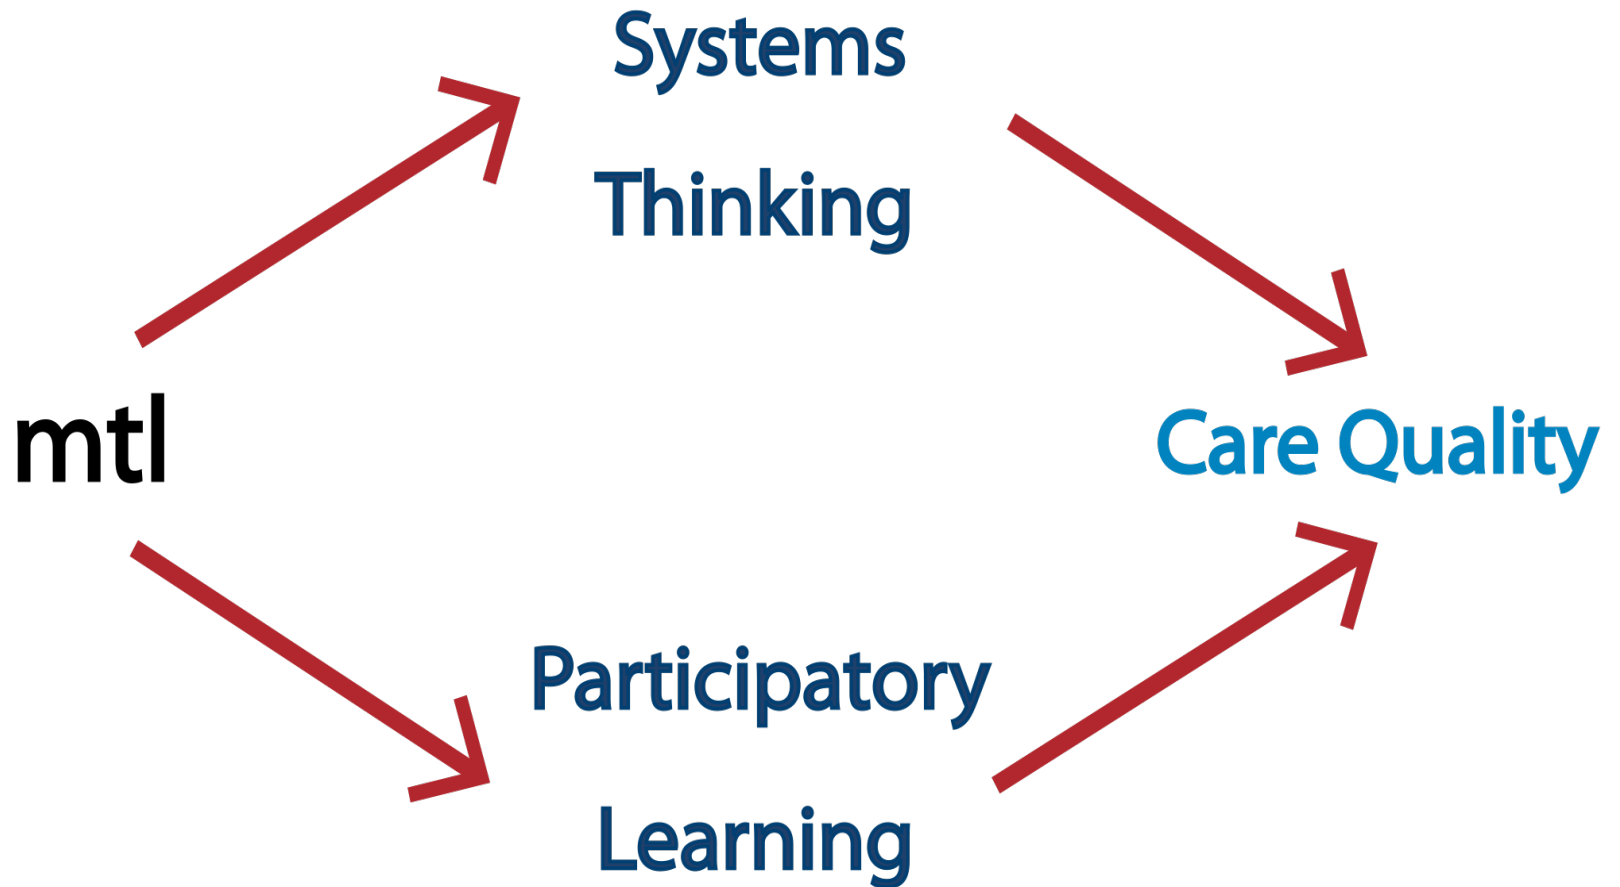 Systems
Thinking
mtl
Care Quality
Participatory
Learning